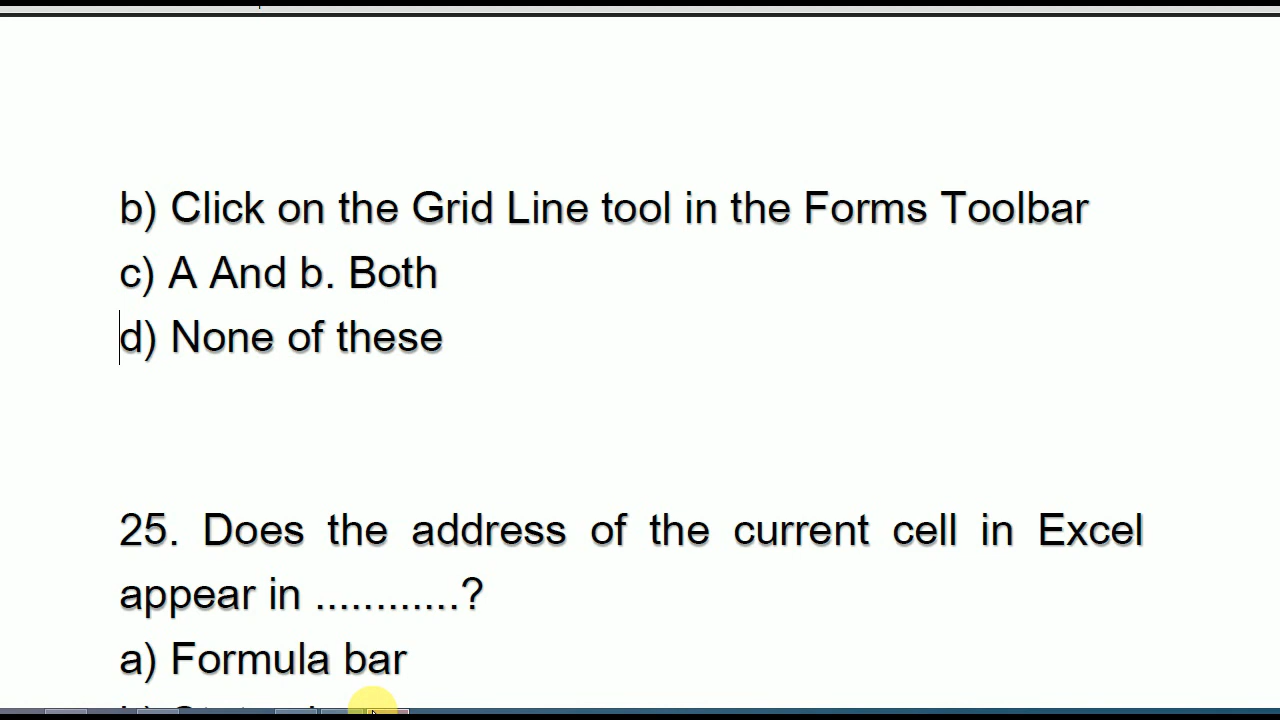 b) Click on the Grid Line tool in the Forms Toolbar
c) A And b. Both
d) None of these
25. Does the address of the current cell in Excel
appear in ............?
a) Formula bar